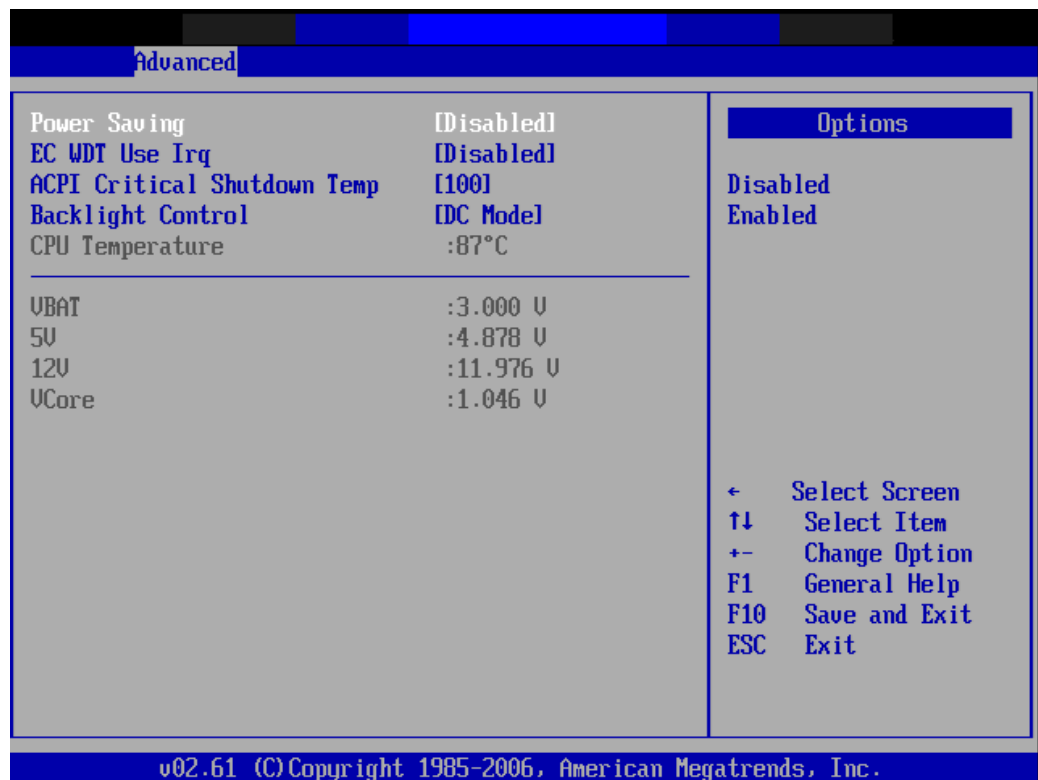 Advanced
Power Saving [Disabled]
EC WDT Use Irq [Disabled]
ACPI Critical Shutdown Temp [100]
Backlight Control [DC Mode]
CPU Temperature :87°C
VBAT :3.000 V
5V :4.878 V
12V :11.976 V
VCore :1.046 V
Options
Disabled
Enabled
← Select Screen
↑↓ Select Item
+- Change Option
F1 General Help
F10 Save and Exit
ESC Exit
v02.61 (C)Copyright 1985-2006, American Megatrends, Inc.